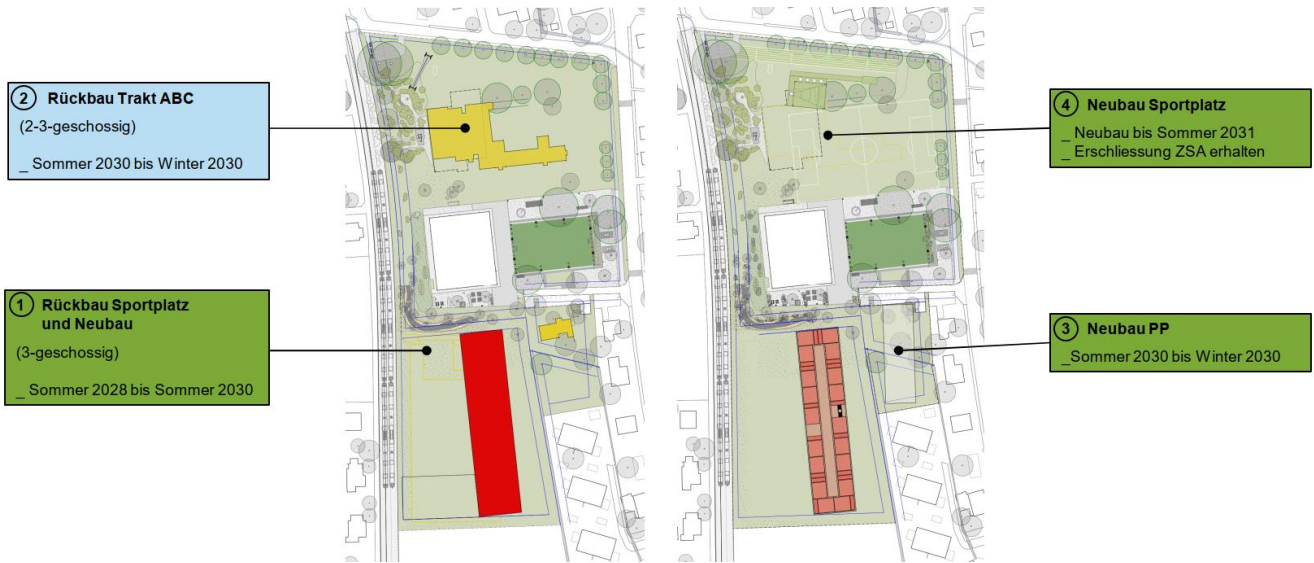 2 Rückbau Trakt ABC
(2-3-geschossig)
_ Sommer 2030 bis Winter 2030
1 Rückbau Sportplatz
und Neubau
(3-geschossig)
_ Sommer 2028 bis Sommer 2030
4 Neubau Sportplatz
_ Neubau bis Sommer 2031
_ Erschliessung ZSA erhalten
3 Neubau PP
_Sommer 2030 bis Winter 2030